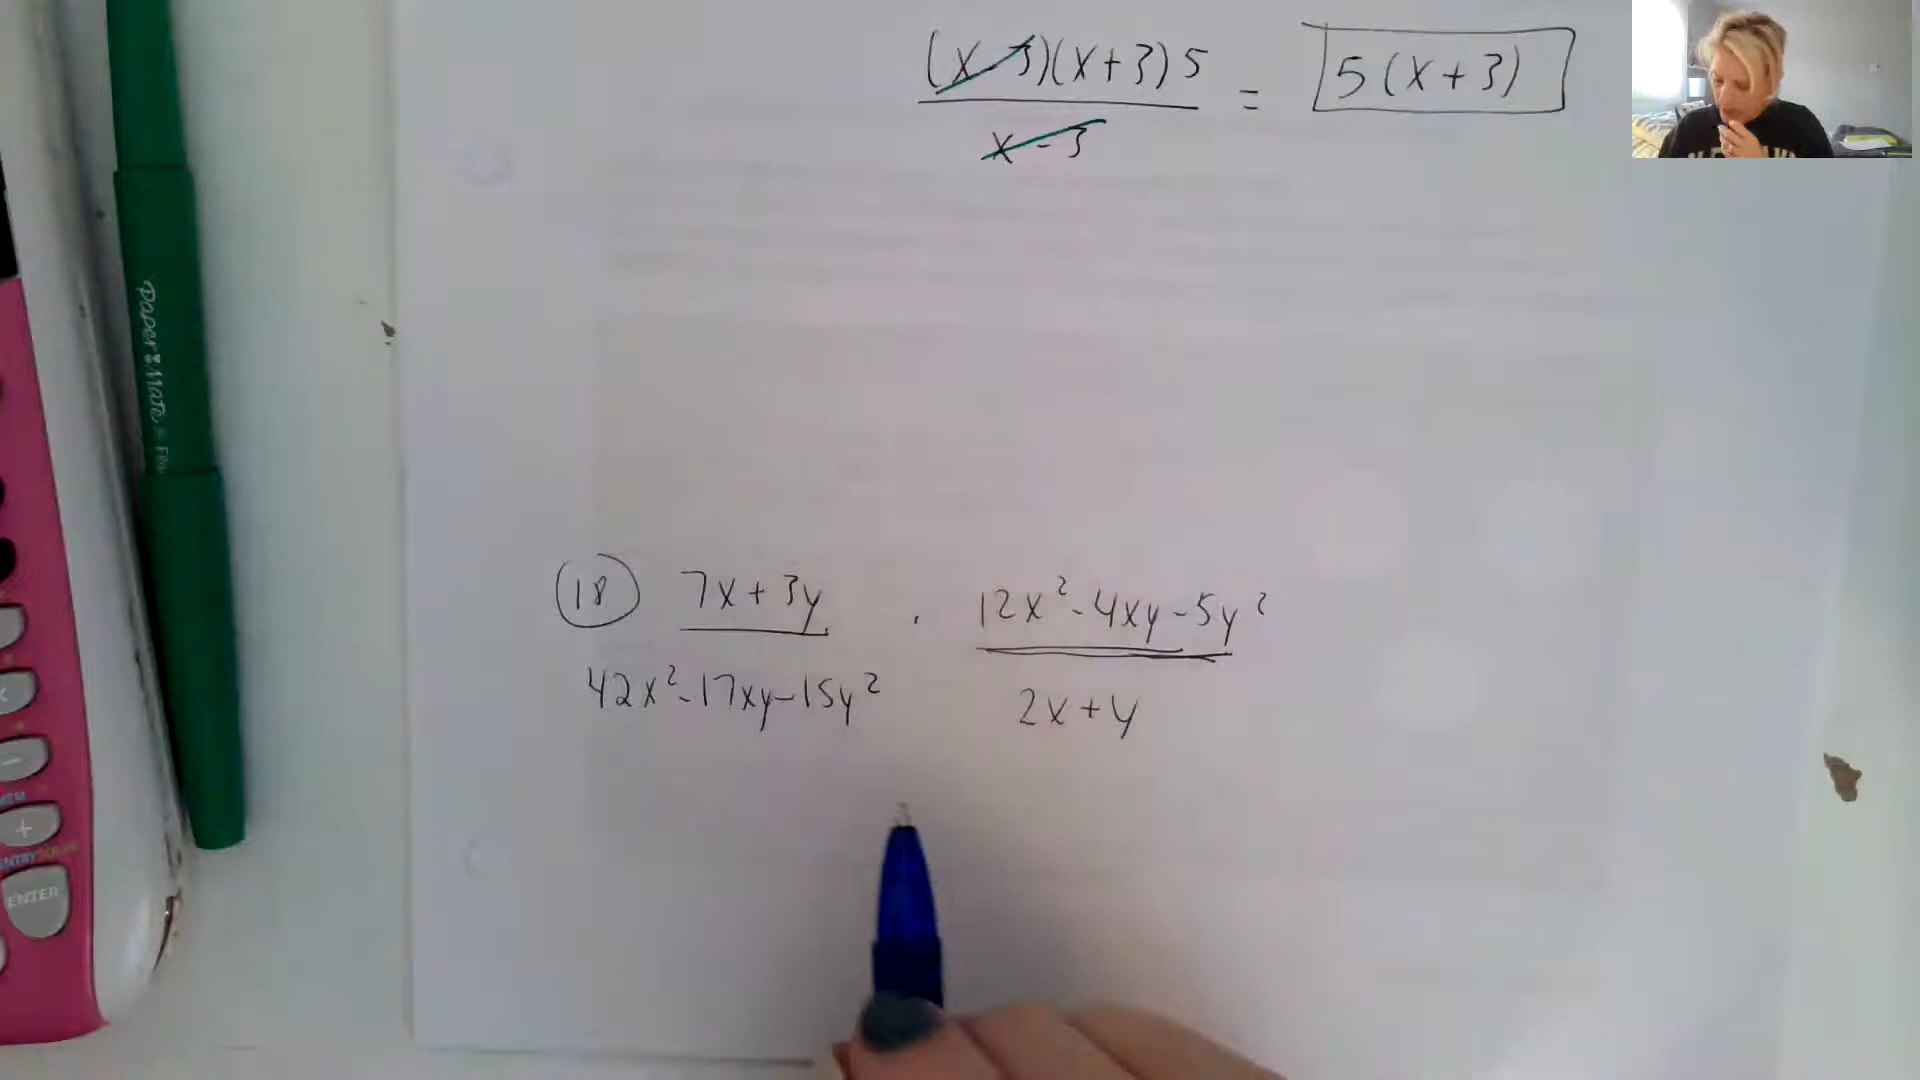 (x-3)(x+3)5
x-3
=
5(x+3)
Paper Mate
18
7x+3y
42x²-17xy-15y²
·
12x²-4xy-5y²
2x+y
+
ENTER